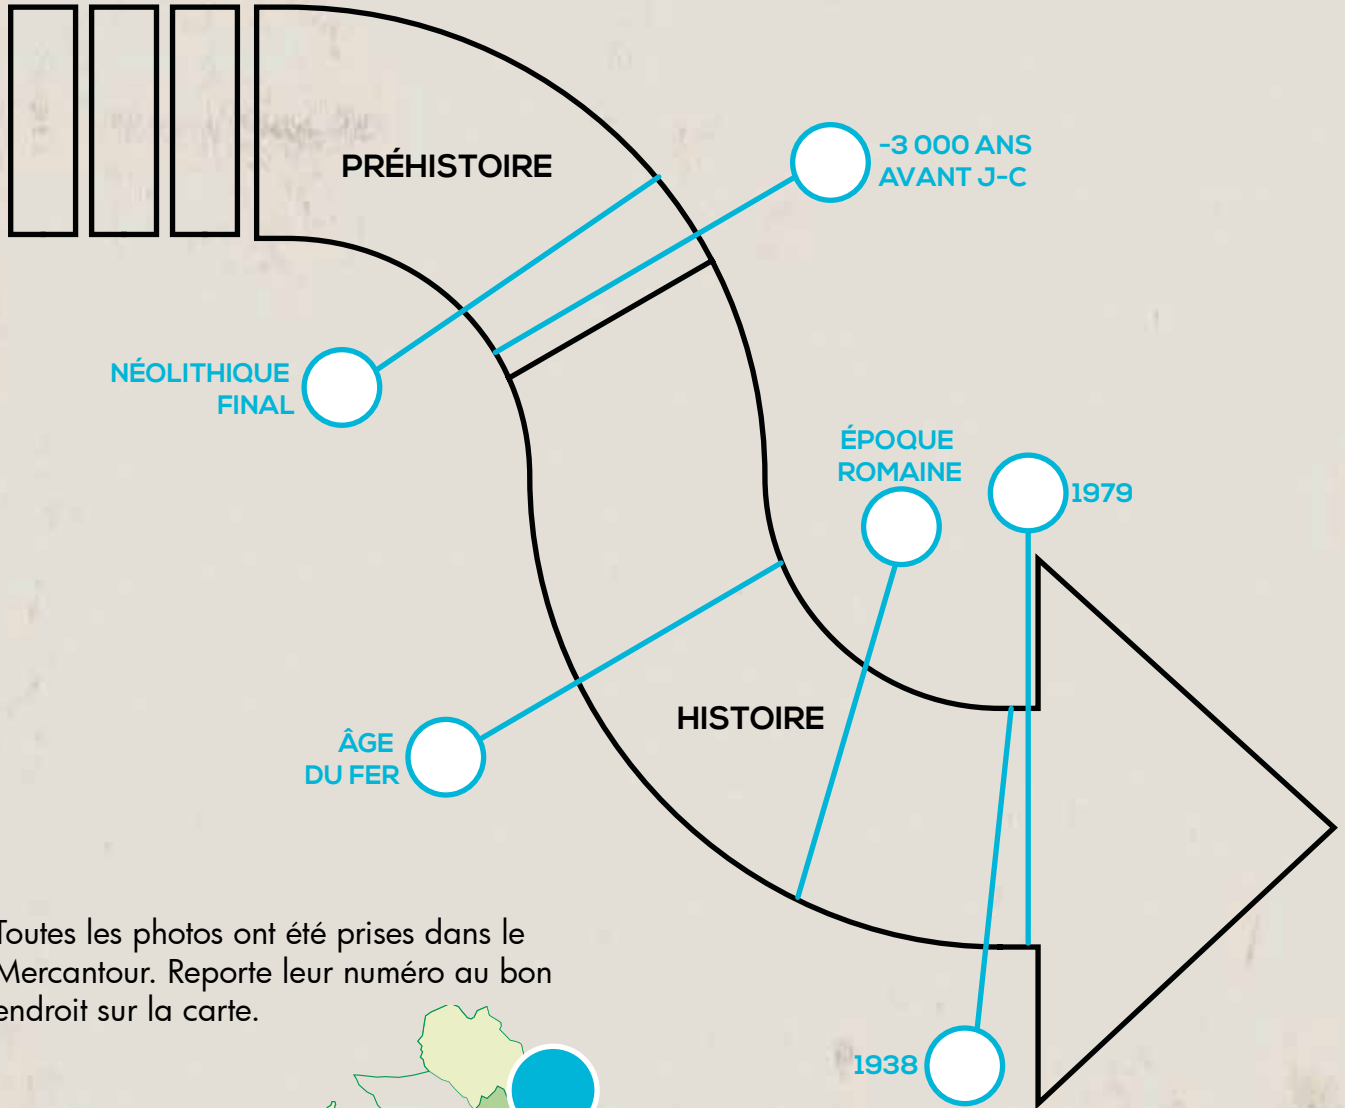 PRÉHISTOIRE
-3 000 ANS
AVANT J-C
NÉOLITHIQUE
FINAL
ÉPOQUE
ROMAINE
1979
HISTOIRE
ÂGE
DU FER
Toutes les photos ont été prises dans le
Mercantour. Reporte leur numéro au bon
endroit sur la carte.
1938